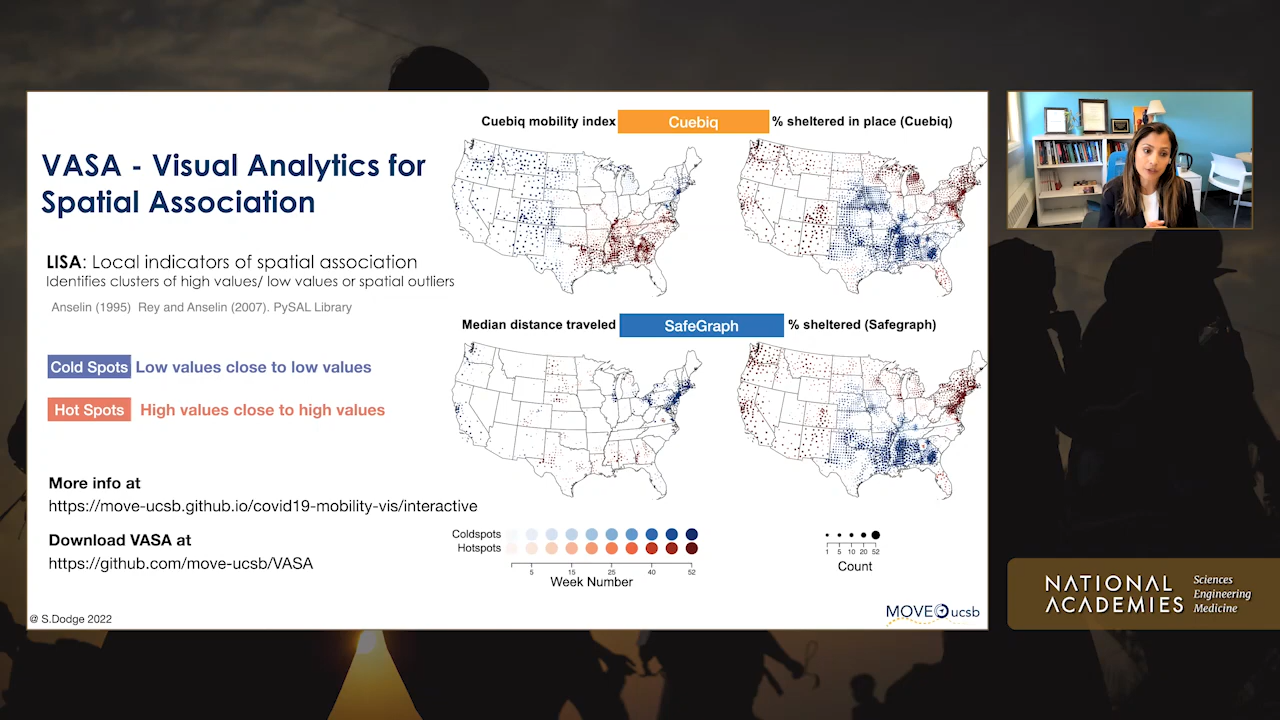 VASA - Visual Analytics for
Spatial Association
LISA: Local indicators of spatial association
Identifies clusters of high values/ low values or spatial outliers
Anselin (1995) Rey and Anselin (2007). PySAL Library
Cold Spots Low values close to low values
Hot Spots High values close to high values
More info at
https://move-ucsb.github.io/covid19-mobility-vis/interactive
Download VASA at
https://github.com/move-ucsb/VASA
@ S.Dodge 2022
Cuebiq mobility index Cuebiq % sheltered in place (Cuebiq)
Median distance traveled SafeGraph % sheltered (Safegraph)
Coldspots
Hotspots
5 15 25 40 52
Week Number
1 5 10 20 52
Count
MOVE ucsb
NATIONAL ACADEMIES
Sciences
Engineering
Medicine